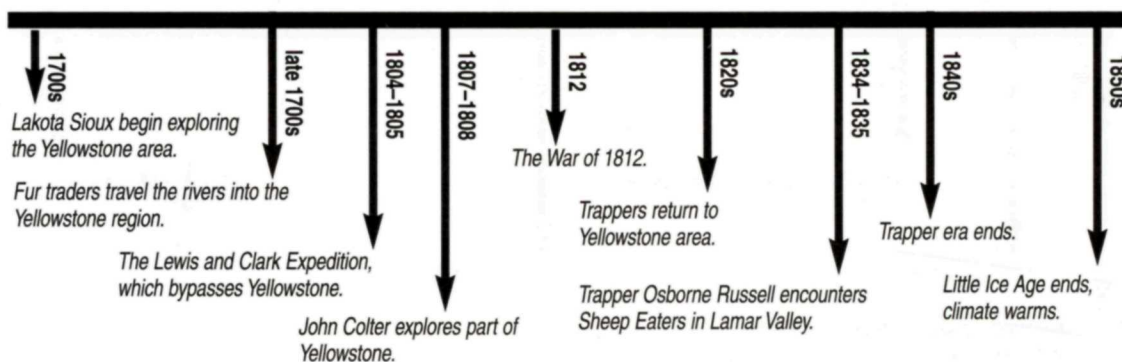 1700s
Lakota Sioux begin exploring
the Yellowstone area.
late 1700s
Fur traders travel the rivers into the
Yellowstone region.
1804–1805
The Lewis and Clark Expedition,
which bypasses Yellowstone.
1807–1808
John Colter explores part of
Yellowstone.
1812
The War of 1812.
1820s
Trappers return to
Yellowstone area.
1834–1835
Trapper Osborne Russell encounters
Sheep Eaters in Lamar Valley.
1840s
Trapper era ends.
1850s
Little Ice Age ends,
climate warms.